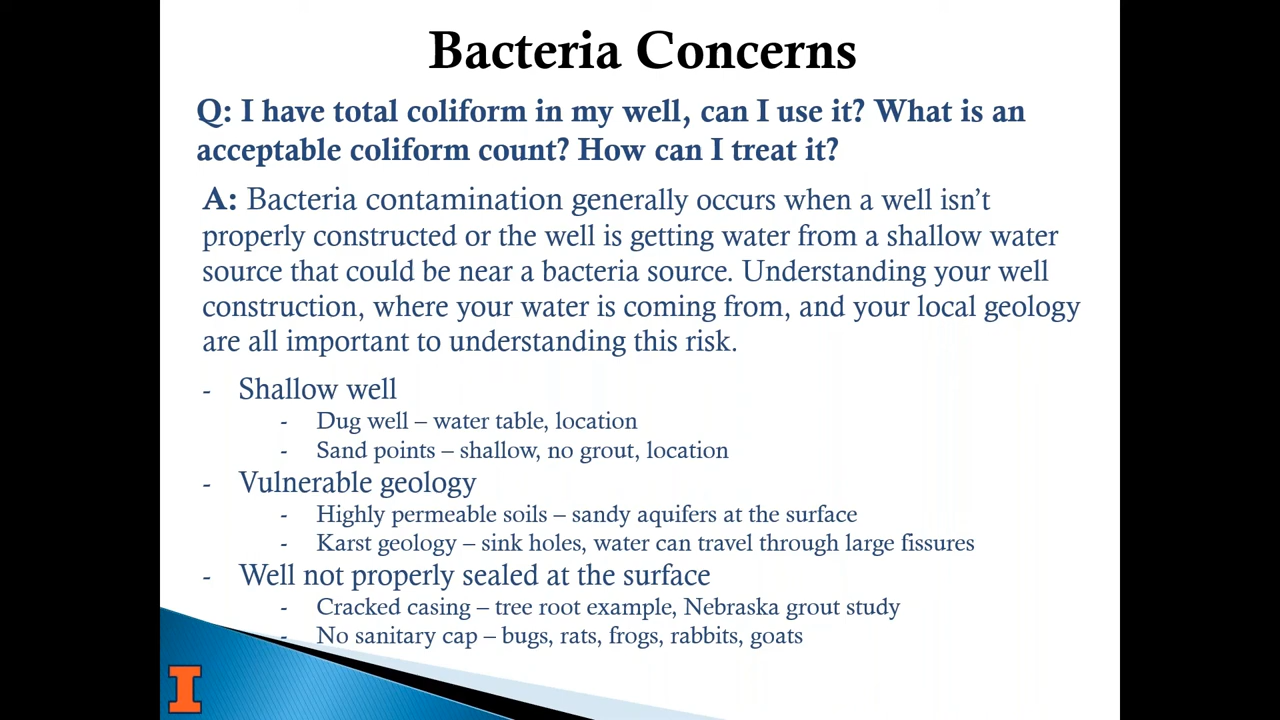 Bacteria Concerns
Q: I have total coliform in my well, can I use it? What is an
acceptable coliform count? How can I treat it?
A: Bacteria contamination generally occurs when a well isn’t
properly constructed or the well is getting water from a shallow water
source that could be near a bacteria source. Understanding your well
construction, where your water is coming from, and your local geology
are all important to understanding this risk.
- Shallow well
- Dug well – water table, location
- Sand points – shallow, no grout, location
- Vulnerable geology
- Highly permeable soils – sandy aquifers at the surface
- Karst geology – sink holes, water can travel through large fissures
- Well not properly sealed at the surface
- Cracked casing – tree root example, Nebraska grout study
- No sanitary cap – bugs, rats, frogs, rabbits, goats
I